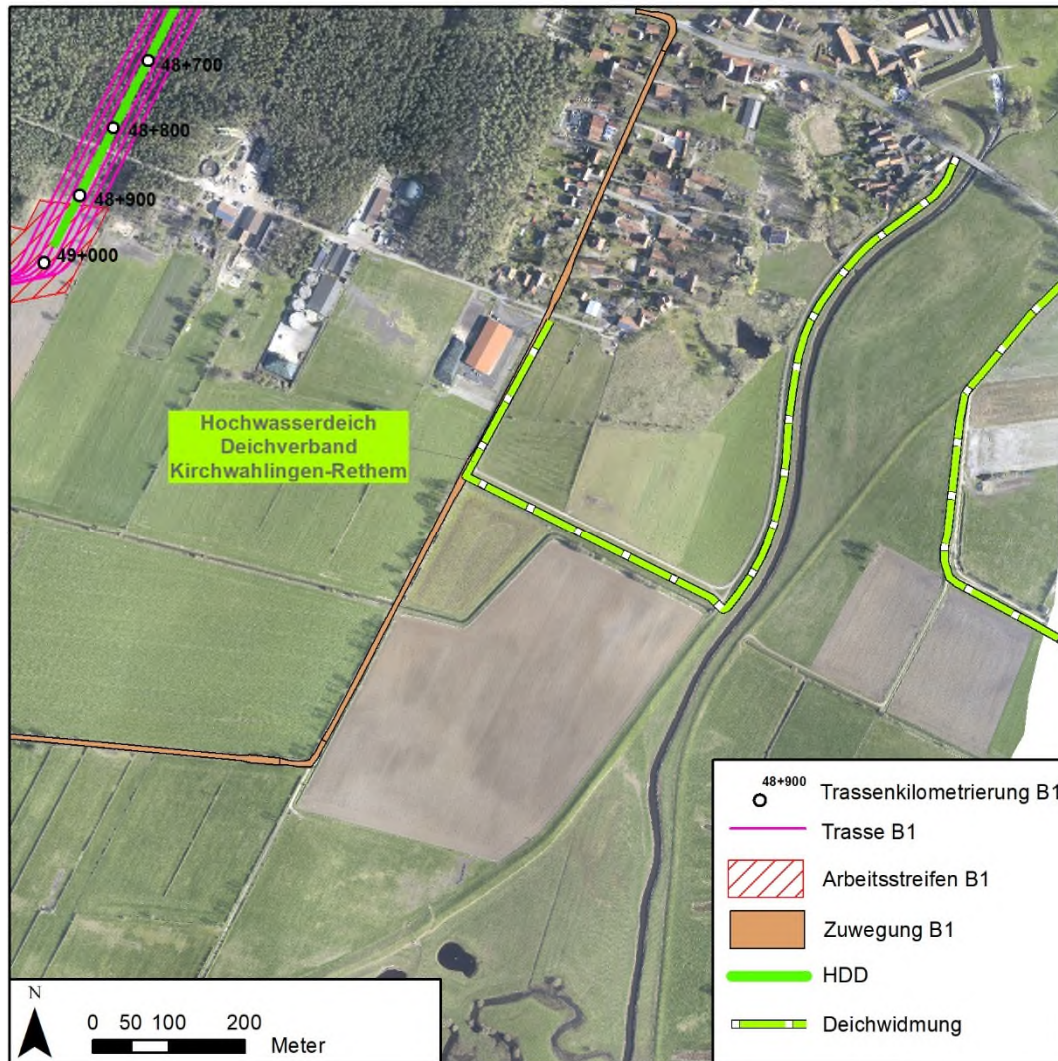 48+700
48+800
48+900
49+000
Hochwasserdeich
Deichverband
Kirchwahlingen-Rethem
48+900
Trassenkilometrierung B1
Trasse B1
Arbeitsstreifen B1
Zuwegung B1
HDD
Deichwidmung
N
0 50 100 200
Meter